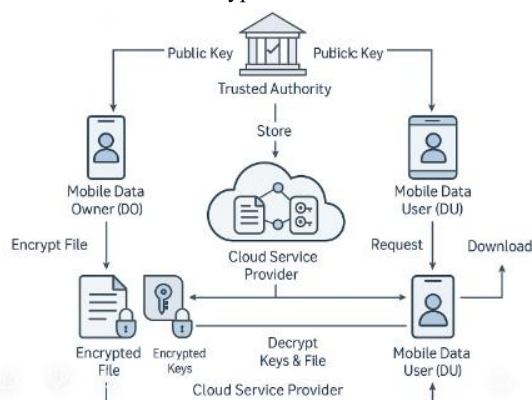 Public Key
Publicic Key
Trusted Authority
Store
Mobile Data
Owner (DO)
Mobile Data
User (DU)
Encrypt File
Cloud Service
Provider
Request
Download
Encrypted
File
Encrypted
Keys
Decrypt
Keys & File
Mobile Data
User (DU)
Cloud Service Provider